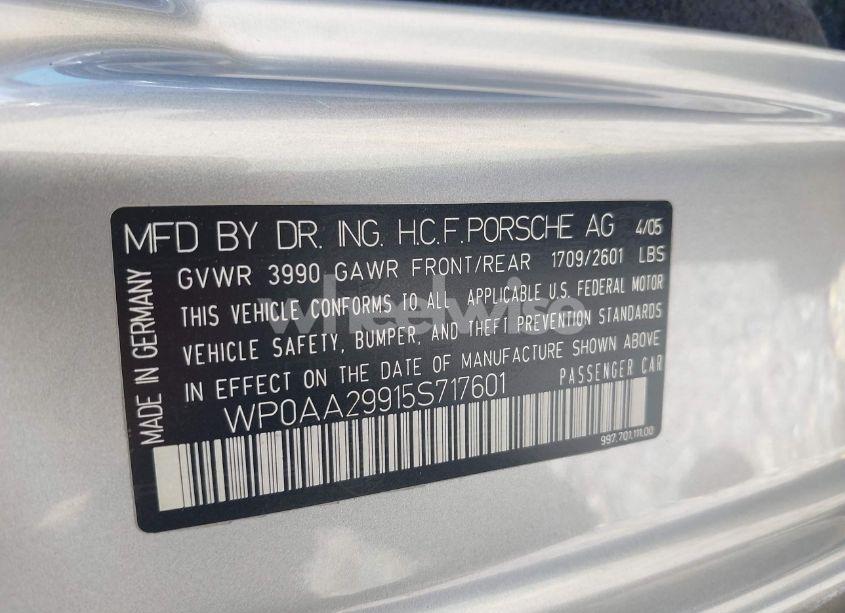 MFD BY DR. ING. H.C.F.PORSCHE AG 4/05
GVWR 3990 GAWR FRONT/REAR 1709/2601 LBS
THIS VEHICLE CONFORMS TO ALL APPLICABLE U.S. FEDERAL MOTOR
VEHICLE SAFETY, BUMPER, AND THEFT PREVENTION STANDARDS
IN EFFECT ON THE DATE OF MANUFACTURE SHOWN ABOVE
WP0AA29915S717601 PASSENGER CAR
997.701.111.00
MADE IN GERMANY
wheelwise